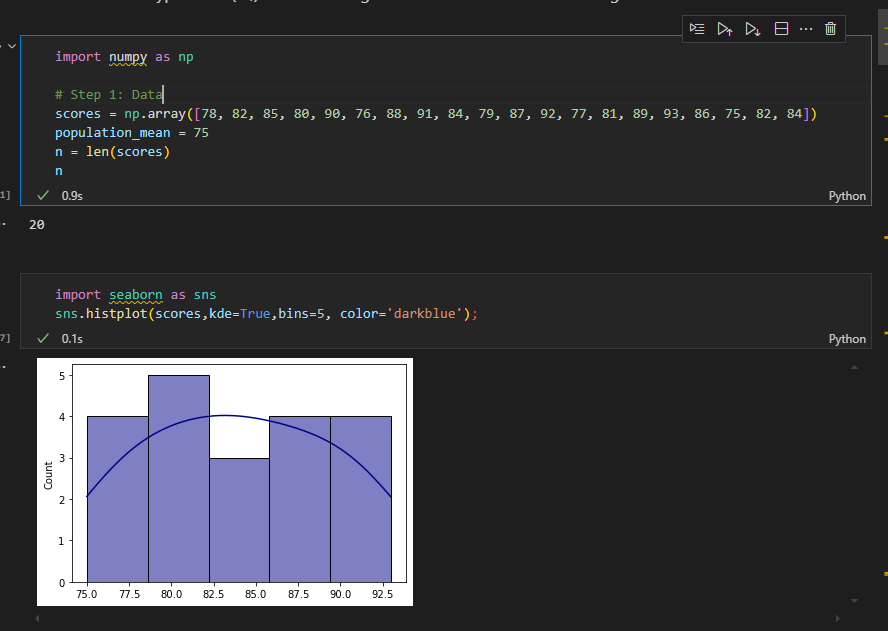 import numpy as np
# Step 1: Data
scores = np.array([78, 82, 85, 80, 90, 76, 88, 91, 84, 79, 87, 92, 77, 81, 89, 93, 86, 75, 82, 84])
population_mean = 75
n = len(scores)
n
1]
0.9s
Python
20
import seaborn as sns
sns.histplot(scores,kde=True,bins=5, color='darkblue');
7]
0.1s
Python
5
4
3
2
1
0
Count
75.0 77.5 80.0 82.5 85.0 87.5 90.0 92.5